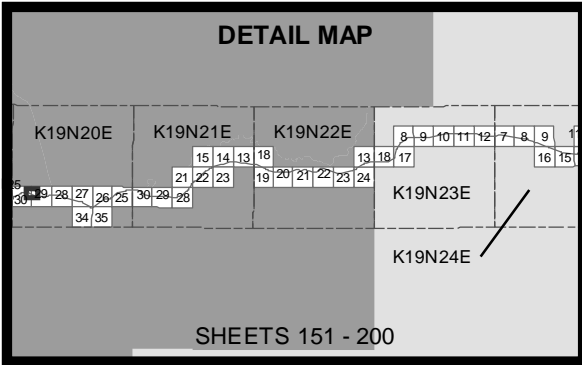 DETAIL MAP
K19N20E K19N21E K19N22E
8 9 10 11 12 7 8 9
15 14 13 18 13 18 17 16 15
21 22 23 19 20 21 22 23 24
K19N23E
29 28 27 26 25 30 29 28
30
34 35
K19N24E
SHEETS 151 - 200